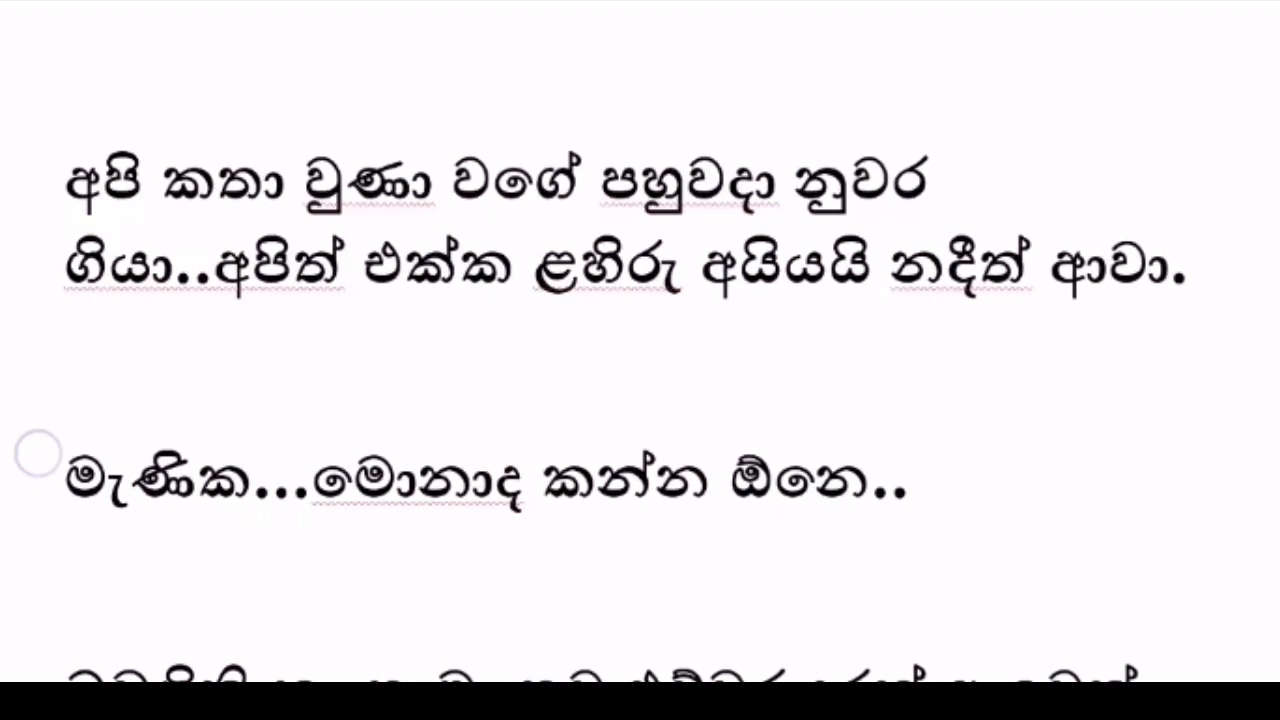 අපි කතා වුණා වගේ පහුවදා නුවර
ගියා..අපිත් එක්ක ළහිරු අයියයි නදීත් ආවා.
මැණික...මොනාද කන්න ඕනෙ..